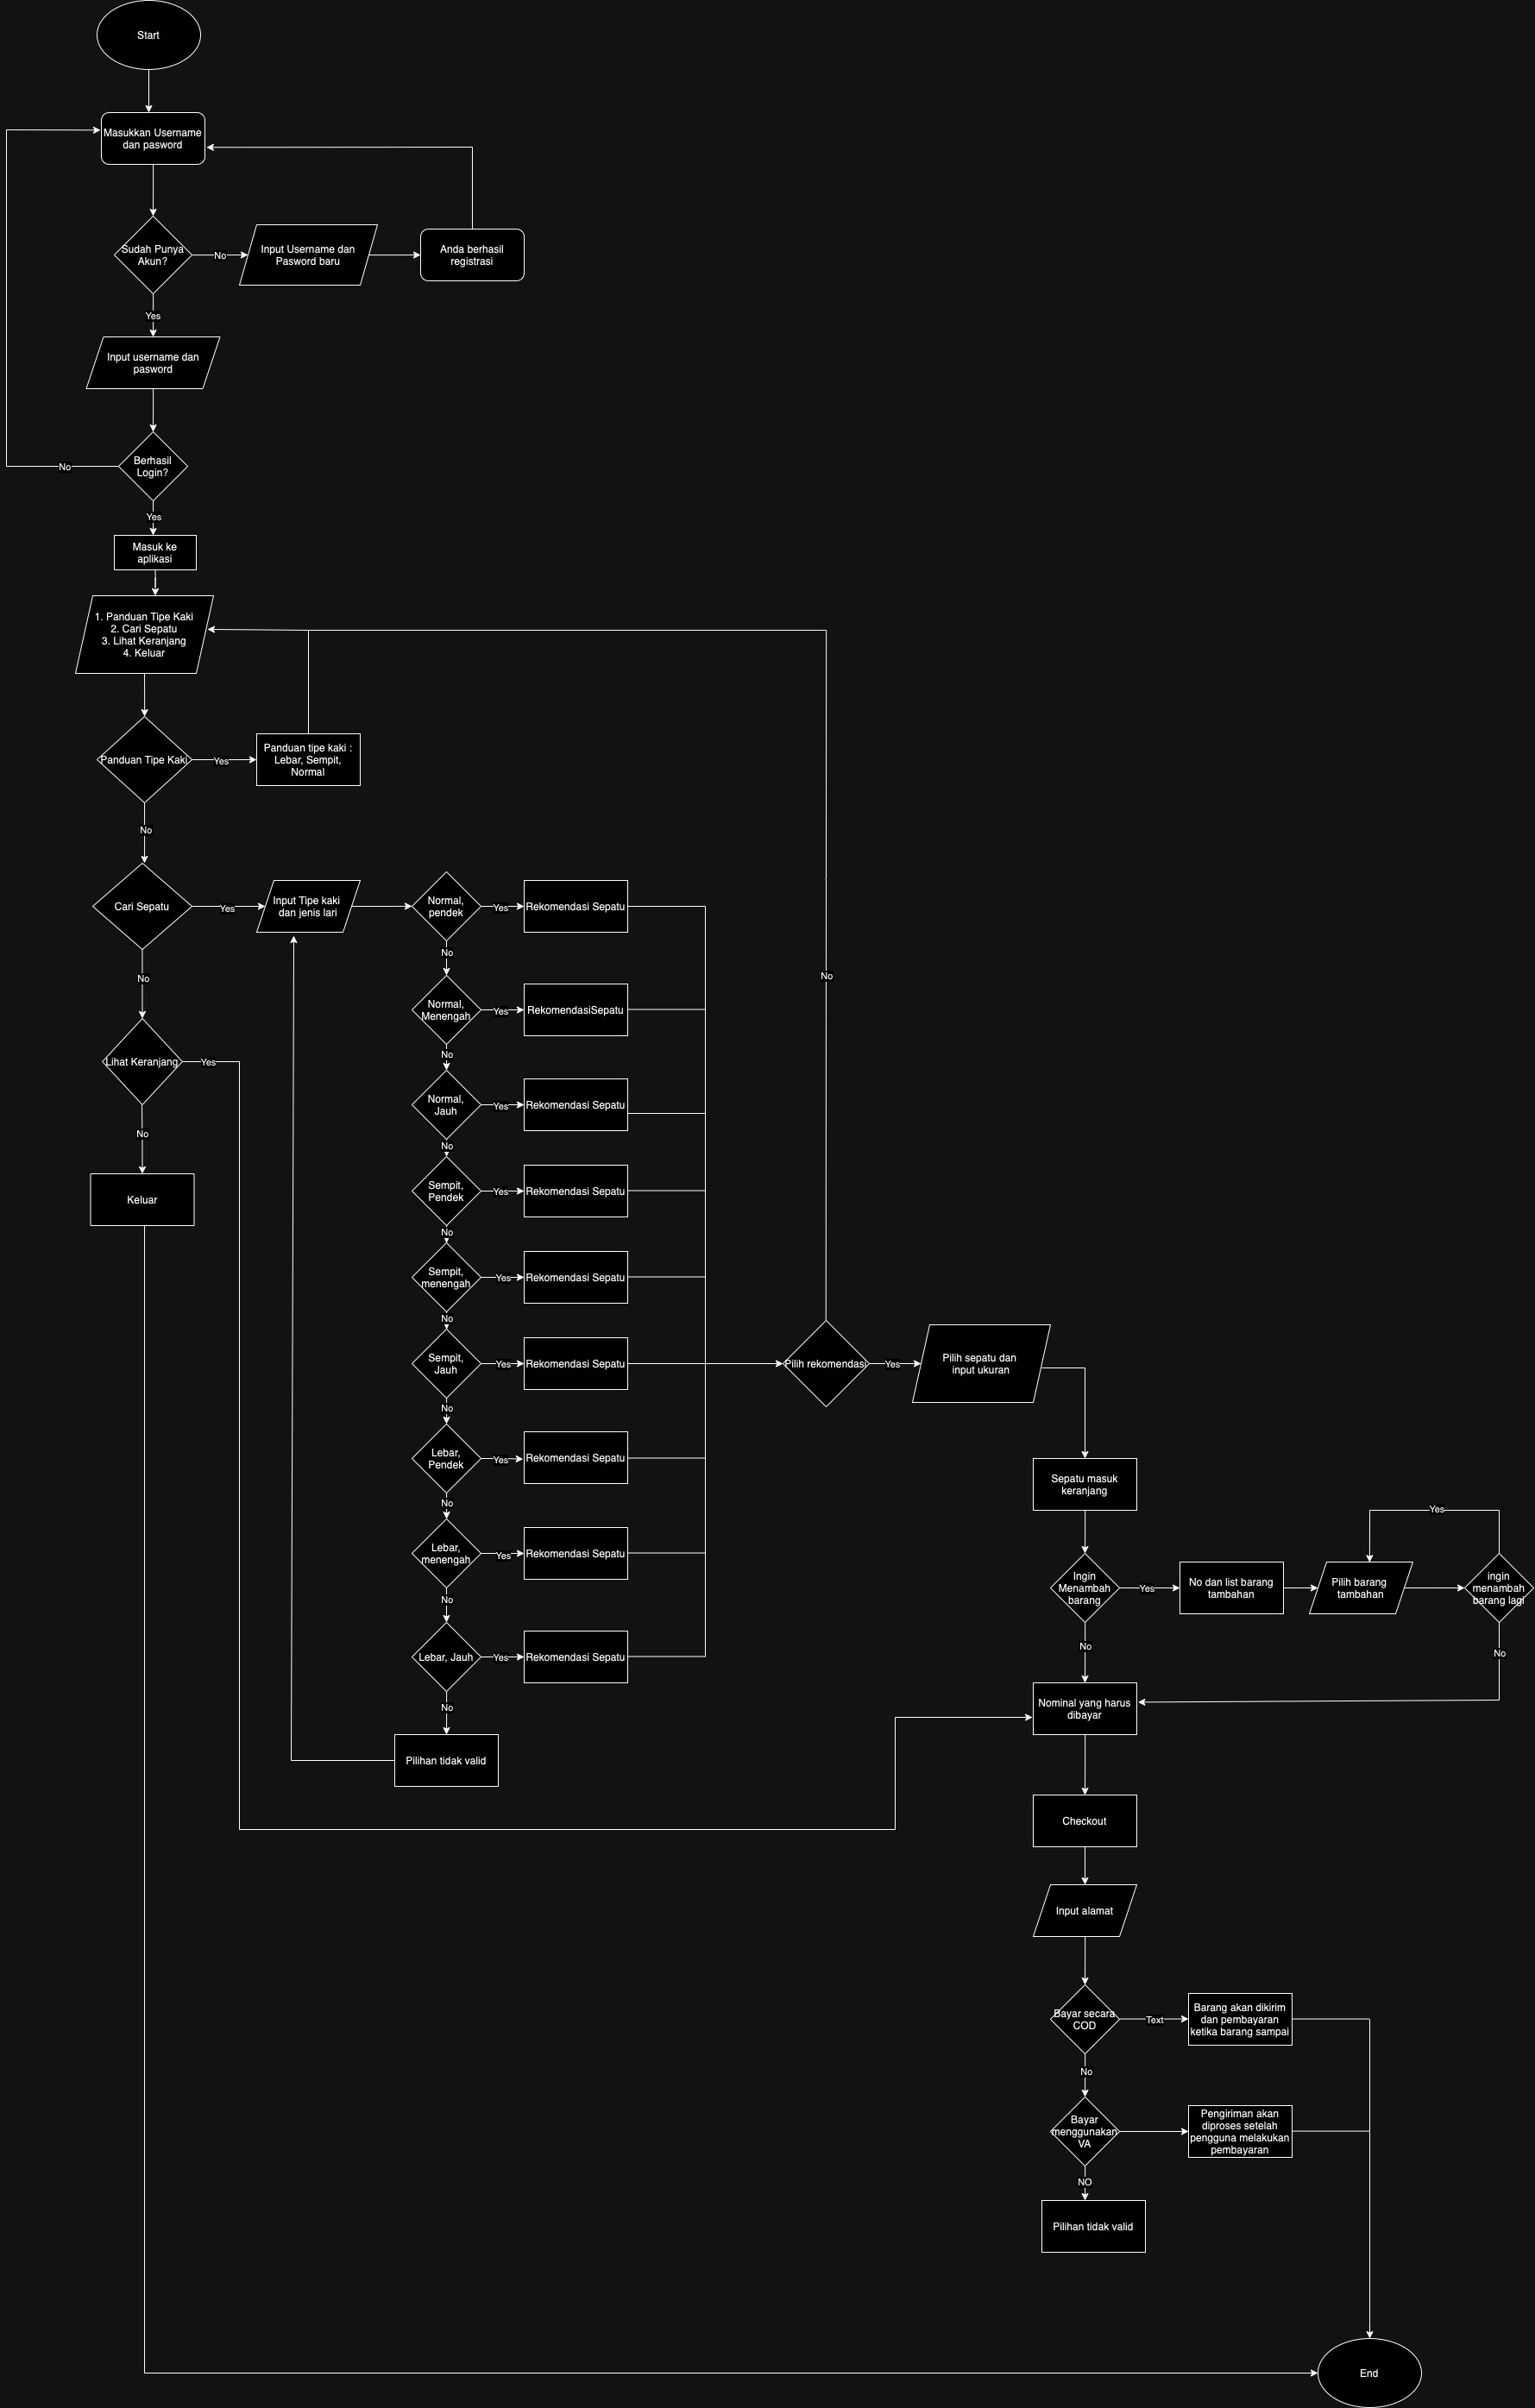 Start
Masukkan Username
dan pasword
Sudah Punya
Akun?
No
Input Username dan
Pasword baru
Anda berhasil
registrasi
Yes
Input username dan
pasword
Berhasil
Login?
No
Yes
Masuk ke
aplikasi
1. Panduan Tipe Kaki
2. Cari Sepatu
3. Lihat Keranjang
4. Keluar
Panduan Tipe Kaki
Yes
Panduan tipe kaki :
Lebar, Sempit,
Normal
No
Cari Sepatu
Yes
Input Tipe kaki
dan jenis lari
Normal,
pendek
Yes
Rekomendasi Sepatu
No
No
Normal,
Menengah
Yes
RekomendasiSepatu
No
No
Lihat Keranjang
Yes
Normal,
Jauh
Yes
Rekomendasi Sepatu
No
No
Sempit,
Pendek
Yes
Rekomendasi Sepatu
Keluar
No
Sempit,
menengah
Yes
Rekomendasi Sepatu
No
Sempit,
Jauh
Yes
Rekomendasi Sepatu
Pilih rekomendasi
Yes
Pilih sepatu dan
input ukuran
No
Lebar,
Pendek
Yes
Rekomendasi Sepatu
Sepatu masuk
keranjang
No
Yes
Lebar,
menengah
Yes
Rekomendasi Sepatu
Ingin
Menambah
barang
Yes
No dan list barang
tambahan
Pilih barang
tambahan
ingin
menambah
barang lagi
No
Lebar, Jauh
Yes
Rekomendasi Sepatu
No
No
No
Nominal yang harus
dibayar
Pilihan tidak valid
Checkout
Input alamat
Bayar secara
COD
Text
Barang akan dikirim
dan pembayaran
ketika barang sampai
No
Bayar
menggunakan
VA
Pengiriman akan
diproses setelah
pengguna melakukan
pembayaran
NO
Pilihan tidak valid
End